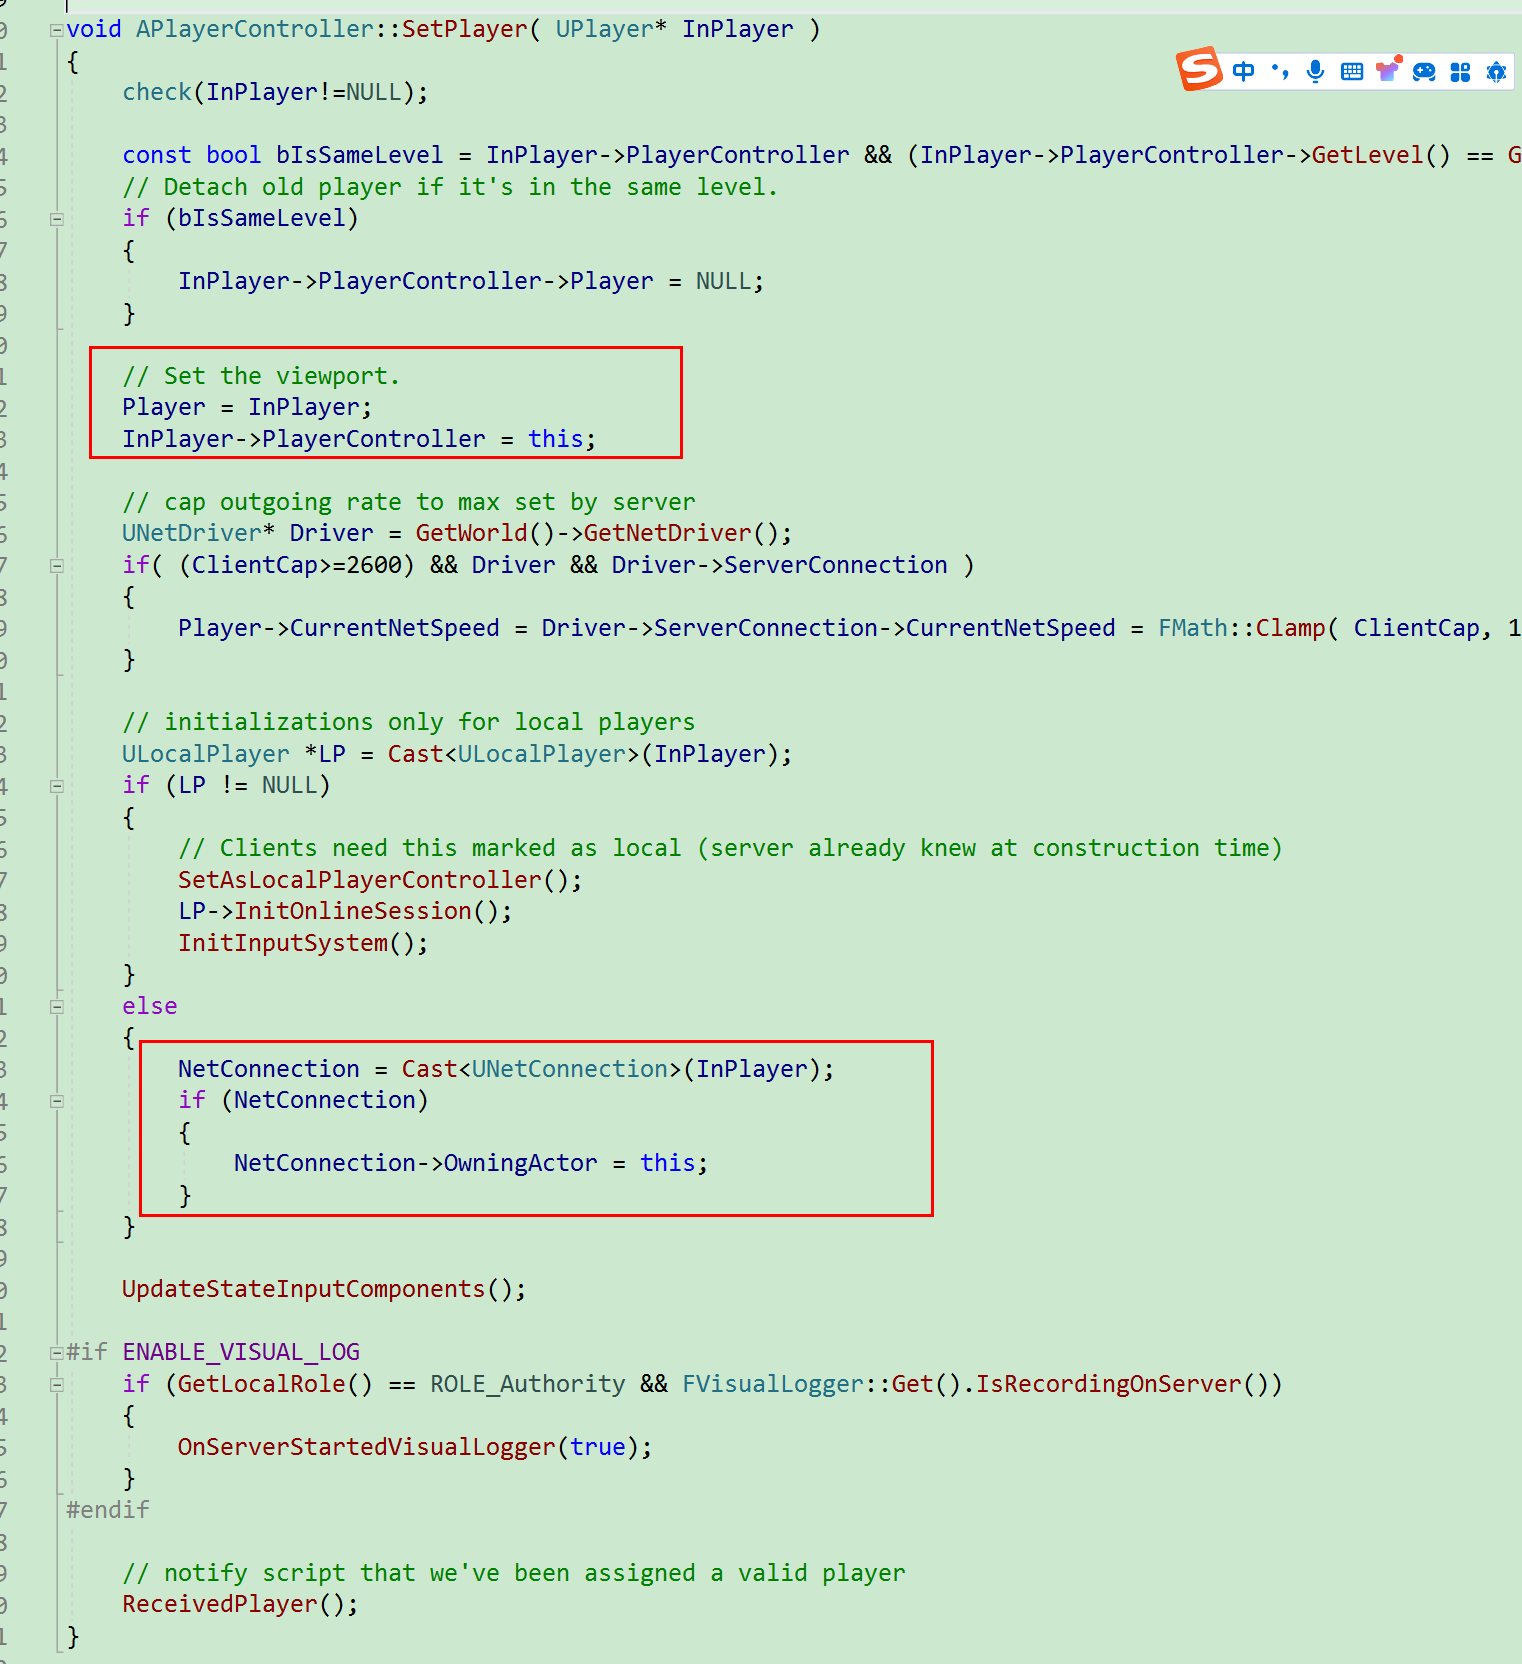 void APlayerController::SetPlayer( UPlayer* InPlayer )
{
中
check(InPlayer!=NULL);
const bool bIsSameLevel = InPlayer->PlayerController && (InPlayer->PlayerController->GetLevel() == G
// Detach old player if it's in the same level.
if (bIsSameLevel)
{
InPlayer->PlayerController->Player = NULL;
}
// Set the viewport.
Player = InPlayer;
InPlayer->PlayerController = this;
// cap outgoing rate to max set by server
UNetDriver* Driver = GetWorld()->GetNetDriver();
if( (ClientCap>=2600) && Driver && Driver->ServerConnection )
{
Player->CurrentNetSpeed = Driver->ServerConnection->CurrentNetSpeed = FMath::Clamp( ClientCap, 1
}
// initializations only for local players
ULocalPlayer *LP = Cast<ULocalPlayer>(InPlayer);
if (LP != NULL)
{
// Clients need this marked as local (server already knew at construction time)
SetAsLocalPlayerController();
LP->InitOnlineSession();
InitInputSystem();
}
else
{
NetConnection = Cast<UNetConnection>(InPlayer);
if (NetConnection)
{
NetConnection->OwningActor = this;
}
}
UpdateStateInputComponents();
#if ENABLE_VISUAL_LOG
if (GetLocalRole() == ROLE_Authority && FVisualLogger::Get().IsRecordingOnServer())
{
OnServerStartedVisualLogger(true);
}
#endif
// notify script that we've been assigned a valid player
ReceivedPlayer();
}